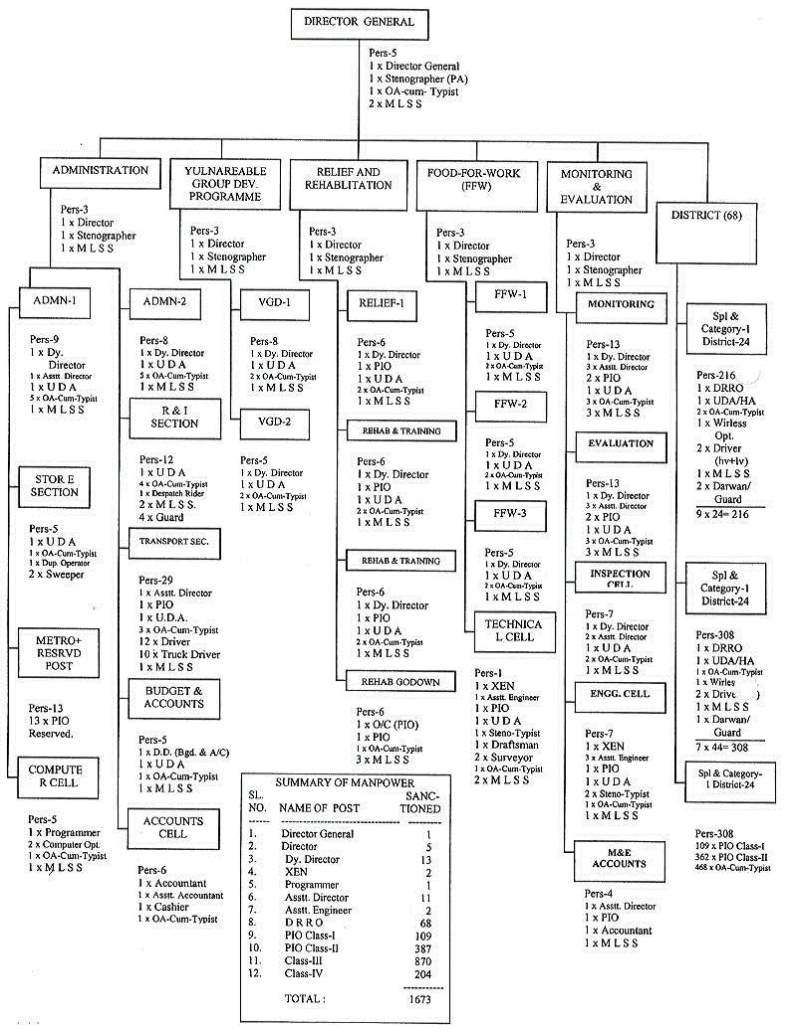 DIRECTOR GENERAL
Pers-5
1 x Director General
1 x Stenographer (PA)
1 x OA-cum- Typist
2 x M L S S
ADMINISTRATION
Pers-3
1 x Director
1 x Stenographer
1 x M L S S
ADMN-1
Pers-9
1 x Dy.
Director
1 x Asstt. Director
1 x U D A
5 x OA-Cum-Typist
1 x M L S S
STOR E
SECTION
Pers-5
1 x U D A
1 x OA-Cum-Typist
1 x Dup. Operator
2 x Sweeper
METRO+
RESRVD
POST
Pers-13
13 x PIO
Reserved.
COMPUTE
R CELL
Pers-5
1 x Programmer
2 x Computer Opt.
1 x OA-Cum-Typist
1 x M L S S
ADMN-2
Pers-8
1 x Dy. Director
1 x U D A
5 x OA-Cum-Typist
1 x M L S S
R & I
SECTION
Pers-12
1 x U D A
4 x OA-Cum-Typist
1 x Despatch Rider
2 x M L S S.
4 x Guard
TRANSPORT SEC.
Pers-29
1 x Asstt. Director
1 x PIO
1 x U.D.A.
3 x OA-Cum-Typist
12 x Driver
10 x Truck Driver
1 x M L S S
BUDGET &
ACCOUNTS
Pers-5
1 x D.D. (Bgd. & A/C)
1 x U D A
1 x OA-Cum-Typist
1 x M L S S
ACCOUNTS
CELL
Pers-6
1 x Accountant
1 x Asstt. Accountant
1 x Cashier
1 x OA-Cum-Typist
YULNAREABLE
GROUP DEV.
PROGRAMME
Pers-3
1 x Director
1 x Stenographer
1 x M L S S
VGD-1
Pers-8
1 x Dy. Director
1 x U D A
2 x OA-Cum-Typist
1 x M L S S
VGD-2
Pers-5
1 x Dy. Director
1 x U D A
2 x OA-Cum-Typist
1 x M L S S
RELIEF AND
REHABLITATION
Pers-3
1 x Director
1 x Stenographer
1 x M L S S
RELIEF-1
Pers-6
1 x Dy. Director
1 x PIO
1 x U D A
2 x OA-Cum-Typist
1 x M L S S
REHAB & TRAINING
Pers-6
1 x Dy. Director
1 x PIO
1 x U D A
2 x OA-Cum-Typist
1 x M L S S
REHAB & TRAINING
Pers-6
1 x Dy. Director
1 x PIO
1 x U D A
2 x OA-Cum-Typist
1 x M L S S
REHAB GODOWN
Pers-6
1 x O/C (PIO)
1 x PIO
1 x OA-Cum-Typist
3 x M L S S
FOOD-FOR-WORK
(FFW)
Pers-3
1 x Director
1 x Stenographer
1 x M L S S
FFW-1
Pers-5
1 x Dy. Director
1 x U D A
2 x OA-Cum-Typist
1 x M L S S
FFW-2
Pers-5
1 x Dy. Director
1 x U D A
2 x OA-Cum-Typist
1 x M L S S
FFW-3
Pers-5
1 x Dy. Director
1 x U D A
2 x OA-Cum-Typist
1 x M L S S
TECHNICA
L CELL
Pers-1
1 x XEN
1 x Asstt. Engineer
1 x PIO
1 x U D A
1 x Steno-Typist
1 x Draftsman
2 x Surveyor
1 x OA-Cum-Typist
2 x M L S S
MONITORING
&
EVALUATION
Pers-3
1 x Director
1 x Stenographer
1 x M L S S
MONITORING
Pers-13
1 x Dy. Director
3 x Asstt. Director
2 x PIO
1 x U D A
3 x OA-Cum-Typist
3 x M L S S
EVALUATION
Pers-13
1 x Dy. Director
3 x Asstt. Director
2 x PIO
1 x U D A
3 x OA-Cum-Typist
3 x M L S S
INSPECTION
CELL
Pers-7
1 x Dy. Director
2 x Asstt. Director
1 x U D A
2 x OA-Cum-Typist
1 x M L S S
ENGG. CELL
Pers-7
1 x XEN
3 x Asstt. Engineer
1 x PIO
1 x U D A
2 x Steno-Typist
1 x OA-Cum-Typist
1 x M L S S
M&E
ACCOUNTS
Pers-4
1 x Asstt. Director
1 x PIO
1 x Accountant
1 x M L S S
DISTRICT (68)
Spl &
Category-1
District-24
Pers-216
1 x DRRO
1 x UDA/HA
2 x OA-Cum-Typist
1 x Wirless
Opt.
2 x Driver
(hv+lv)
1 x M L S S
2 x Darwan/
Guard
9 x 24= 216
Spl &
Category-1
District-24
Pers-308
1 x DRRO
1 x UDA/HA
1 x OA-Cum-Typist
1 x Wirles
2 x Drive )
1 x M L S S
1 x Darwan/
Guard
7 x 44= 308
Spl & Category-
1 District-24
Pers-308
109 x PIO Class-I
362 x PIO Class-II
468 x OA-Cum-Typist
SUMMARY OF MANPOWER
SL. NO. NAME OF POST SANC-TIONED
1. Director General 1
2. Director 5
3. Dy. Director 13
4. XEN 2
5. Programmer 1
6. Asstt. Director 11
7. Asstt. Engineer 2
8. D R R O 68
9. PIO Class-I 109
10. PIO Class-II 387
11. Class-III 870
12. Class-IV 204
TOTAL : 1673